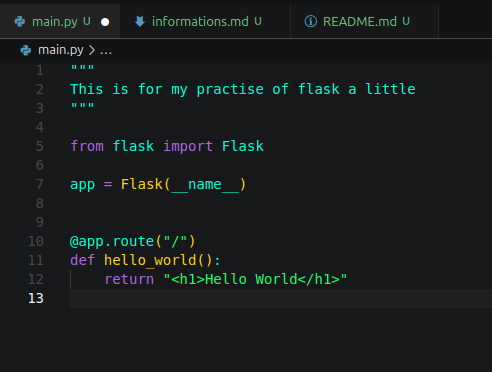 main.py U ● informations.md U README.md U
main.py > ...
1 """
2 This is for my practise of flask a little
3 """
4
5 from flask import Flask
6
7 app = Flask(__name__)
8
9
10 @app.route("/")
11 def hello_world():
12     return "<h1>Hello World</h1>"
13